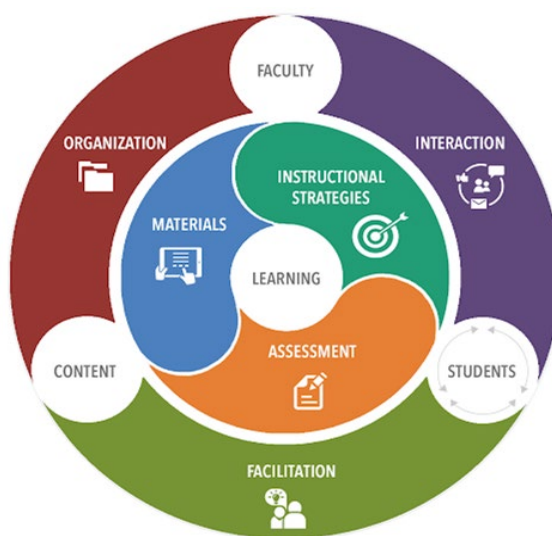 FACULTY
ORGANIZATION
INTERACTION
INSTRUCTIONAL
STRATEGIES
MATERIALS
LEARNING
ASSESSMENT
CONTENT
STUDENTS
FACILITATION